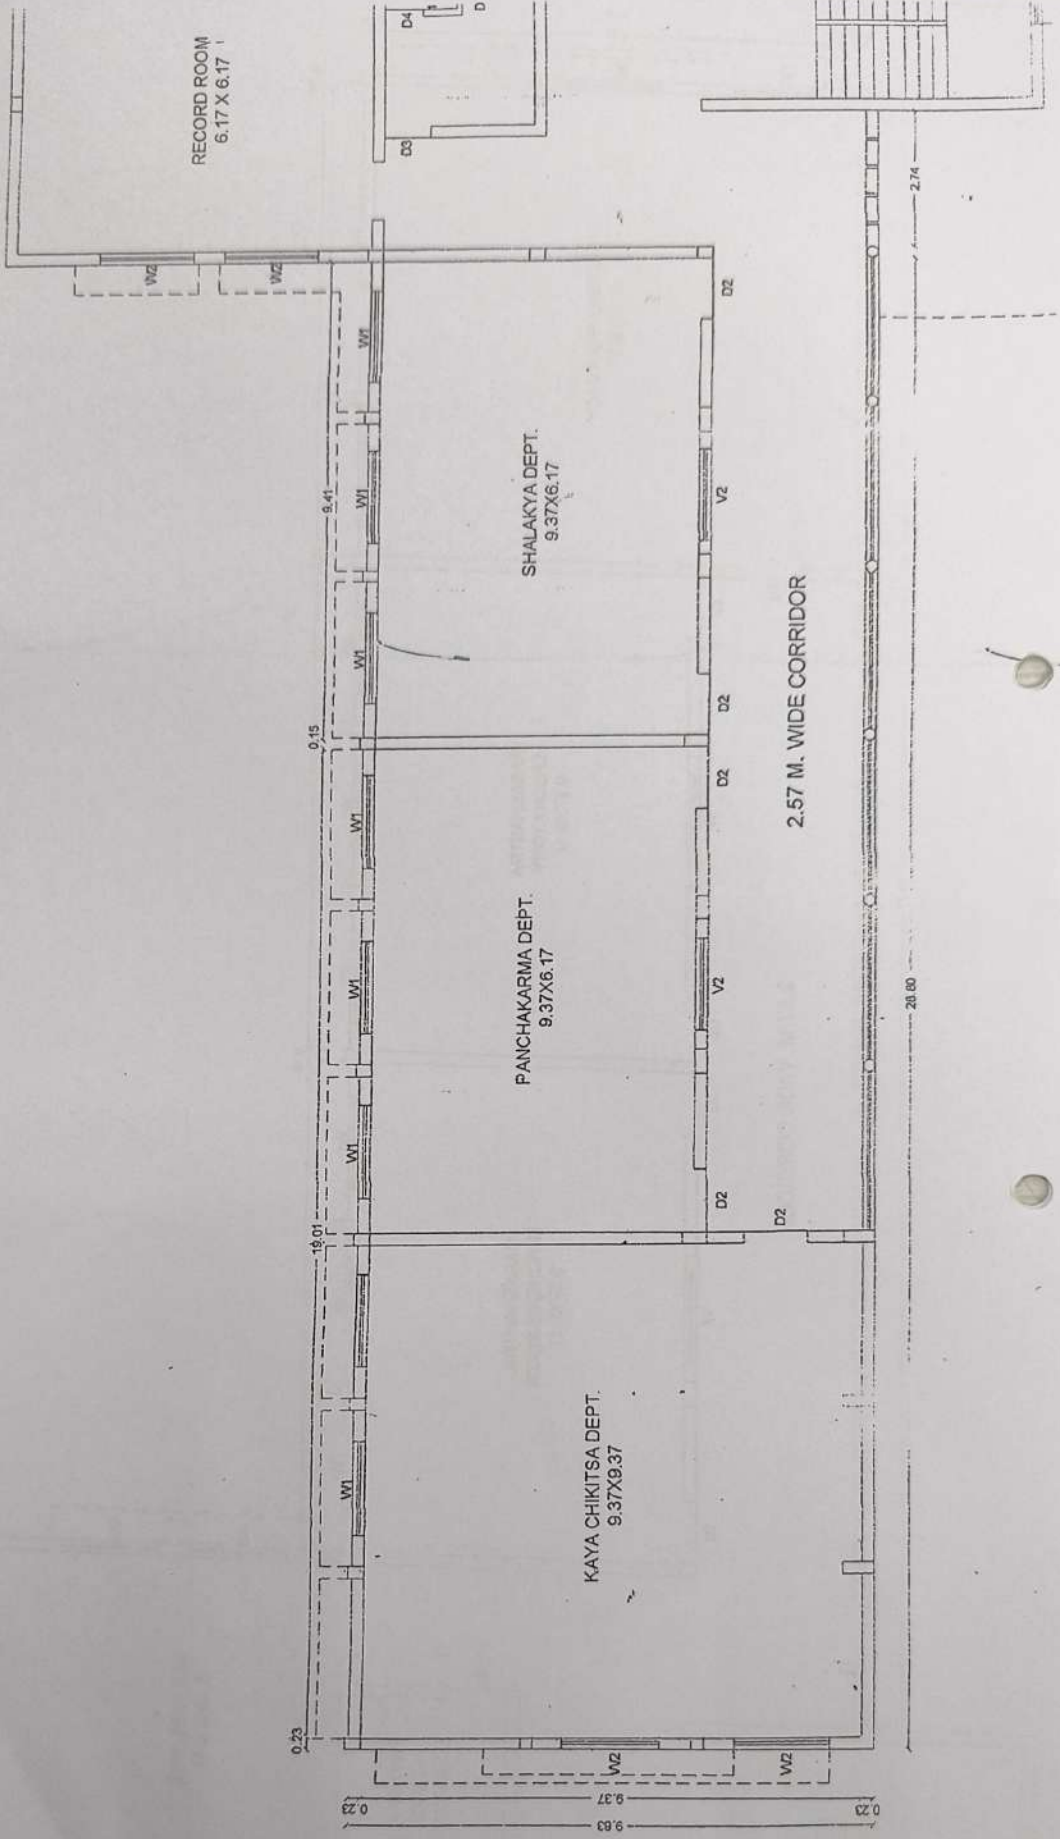 RECORD ROOM
6.17 X 6.17
D4
D
D3
W2
W2
2.74
D2
W1
W1
W1
9.41
SHALAKYA DEPT.
9.37X6.17
V2
D2
0.15
2.57 M. WIDE CORRIDOR
D2
W1
W1
W1
PANCHAKARMA DEPT.
9.37X6.17
V2
D2
D2
28.80
19.01
W1
KAYA CHIKITSA DEPT.
9.37X9.37
0.23
W2
W2
0.23
9.37
0.23
9.83